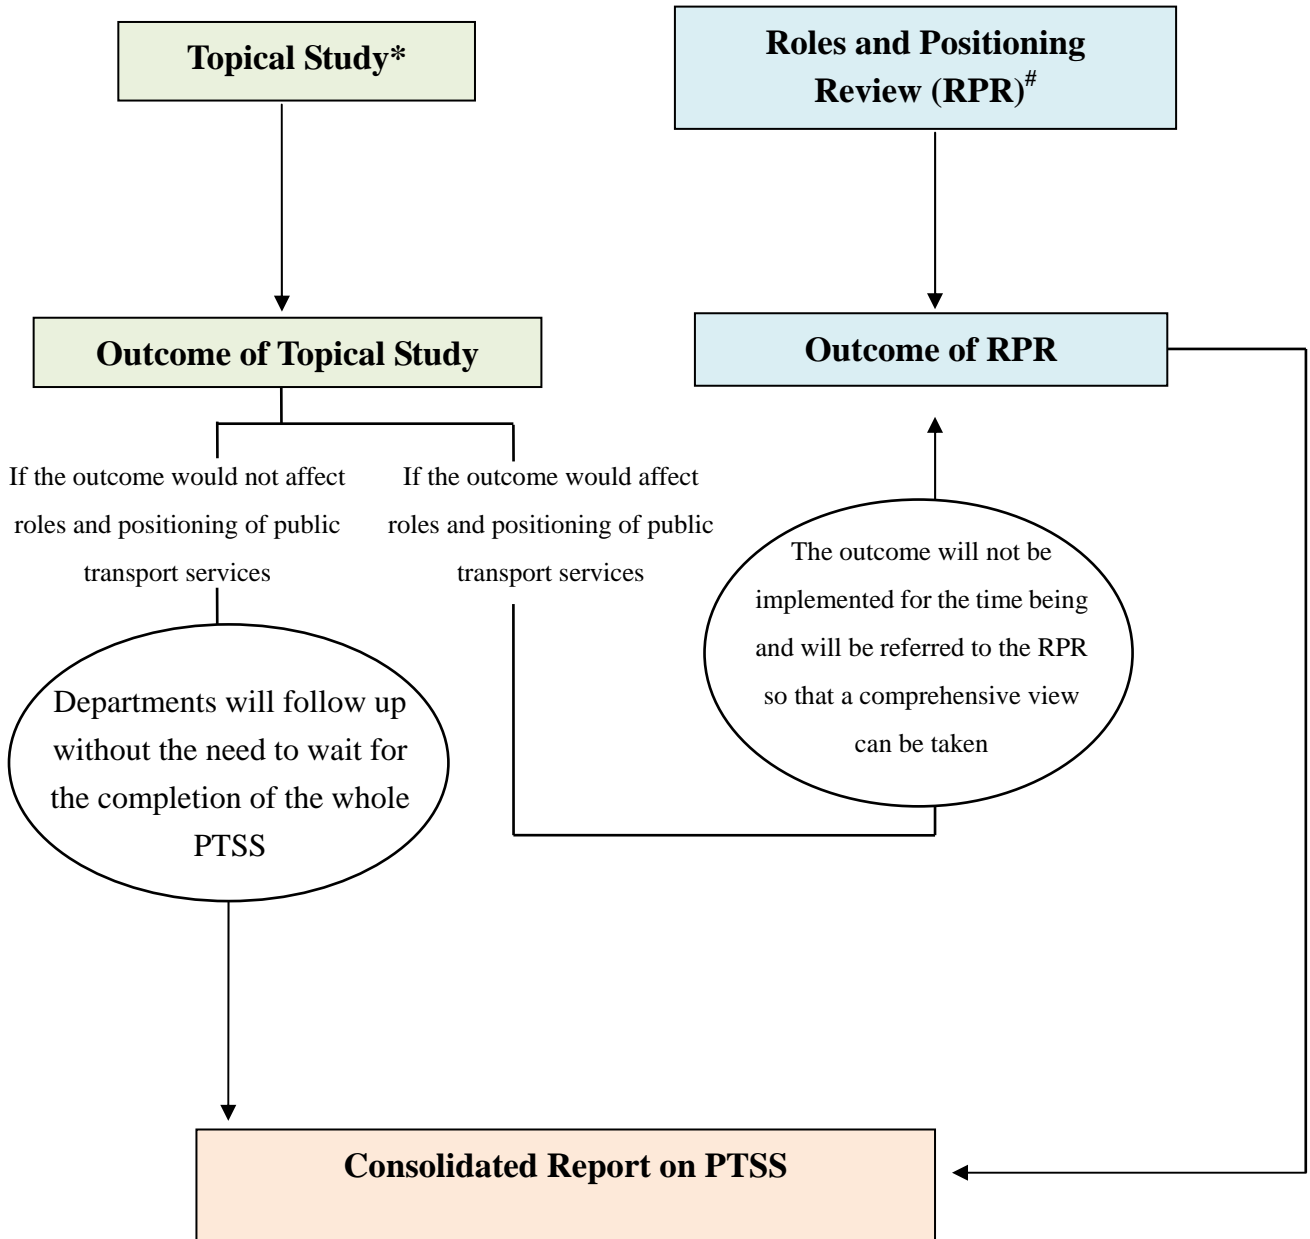 Topical Study*
Roles and Positioning
Review (RPR)#
Outcome of Topical Study
Outcome of RPR
If the outcome would not affect
roles and positioning of public
transport services
If the outcome would affect
roles and positioning of public
transport services
The outcome will not be
implemented for the time being
and will be referred to the RPR
so that a comprehensive view
can be taken
Departments will follow up
without the need to wait for
the completion of the whole
PTSS
Consolidated Report on PTSS